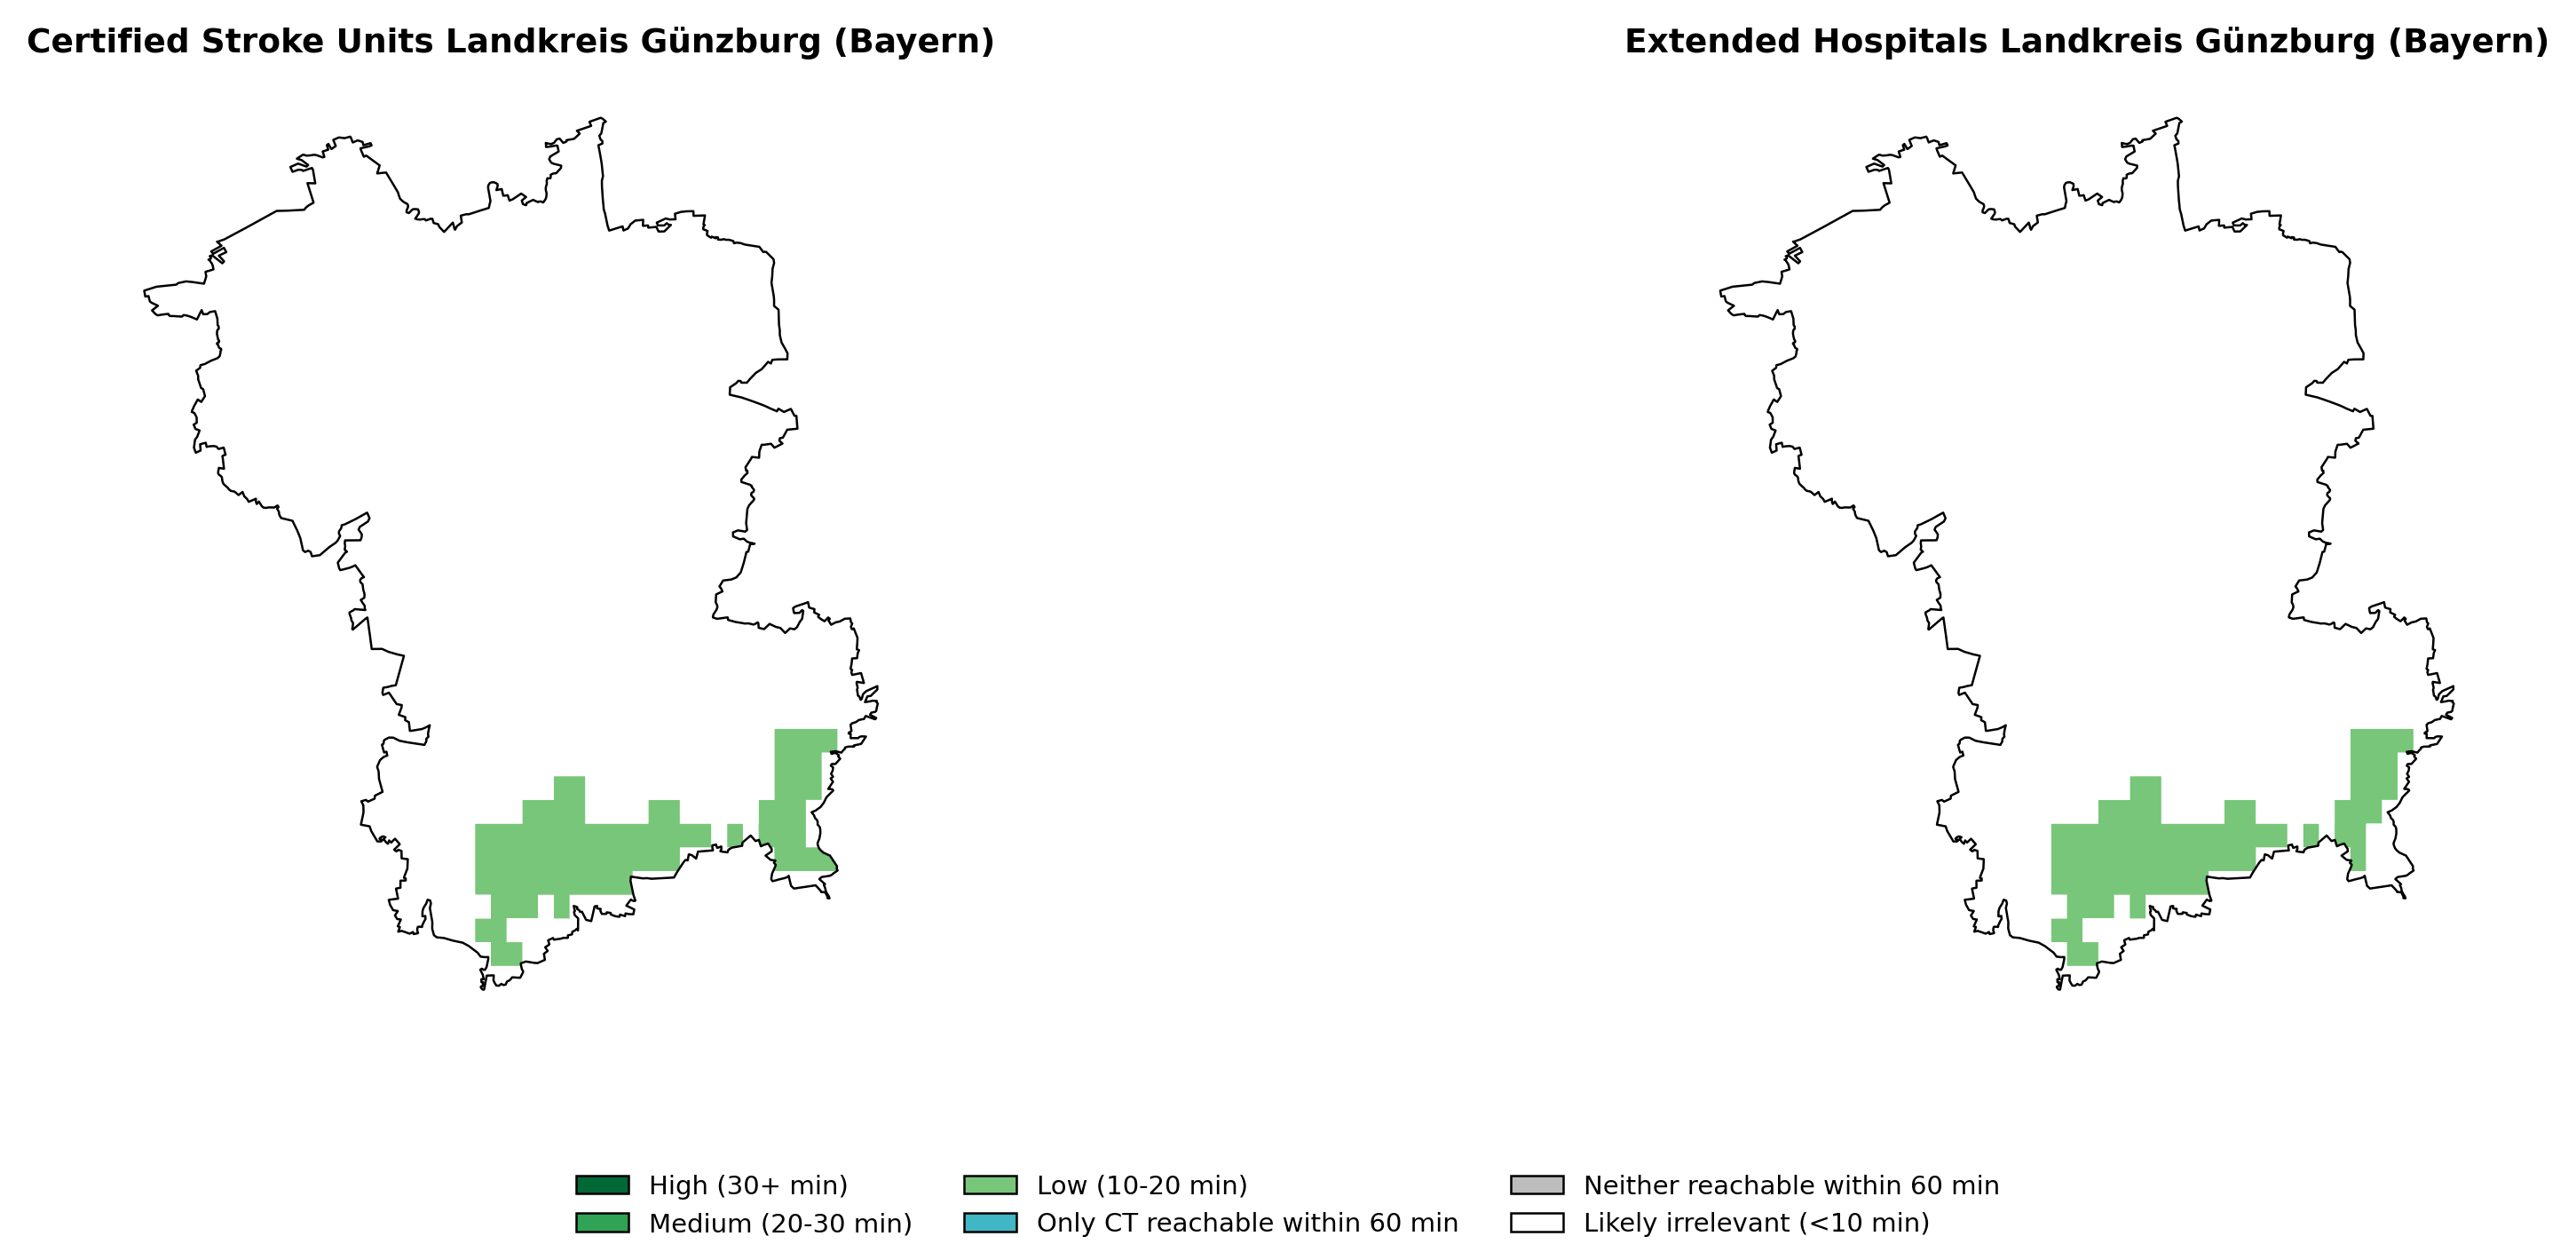 Certified Stroke Units Landkreis Günzburg (Bayern)
Extended Hospitals Landkreis Günzburg (Bayern)
High (30+ min)
Medium (20-30 min)
Low (10-20 min)
Only CT reachable within 60 min
Neither reachable within 60 min
Likely irrelevant (<10 min)